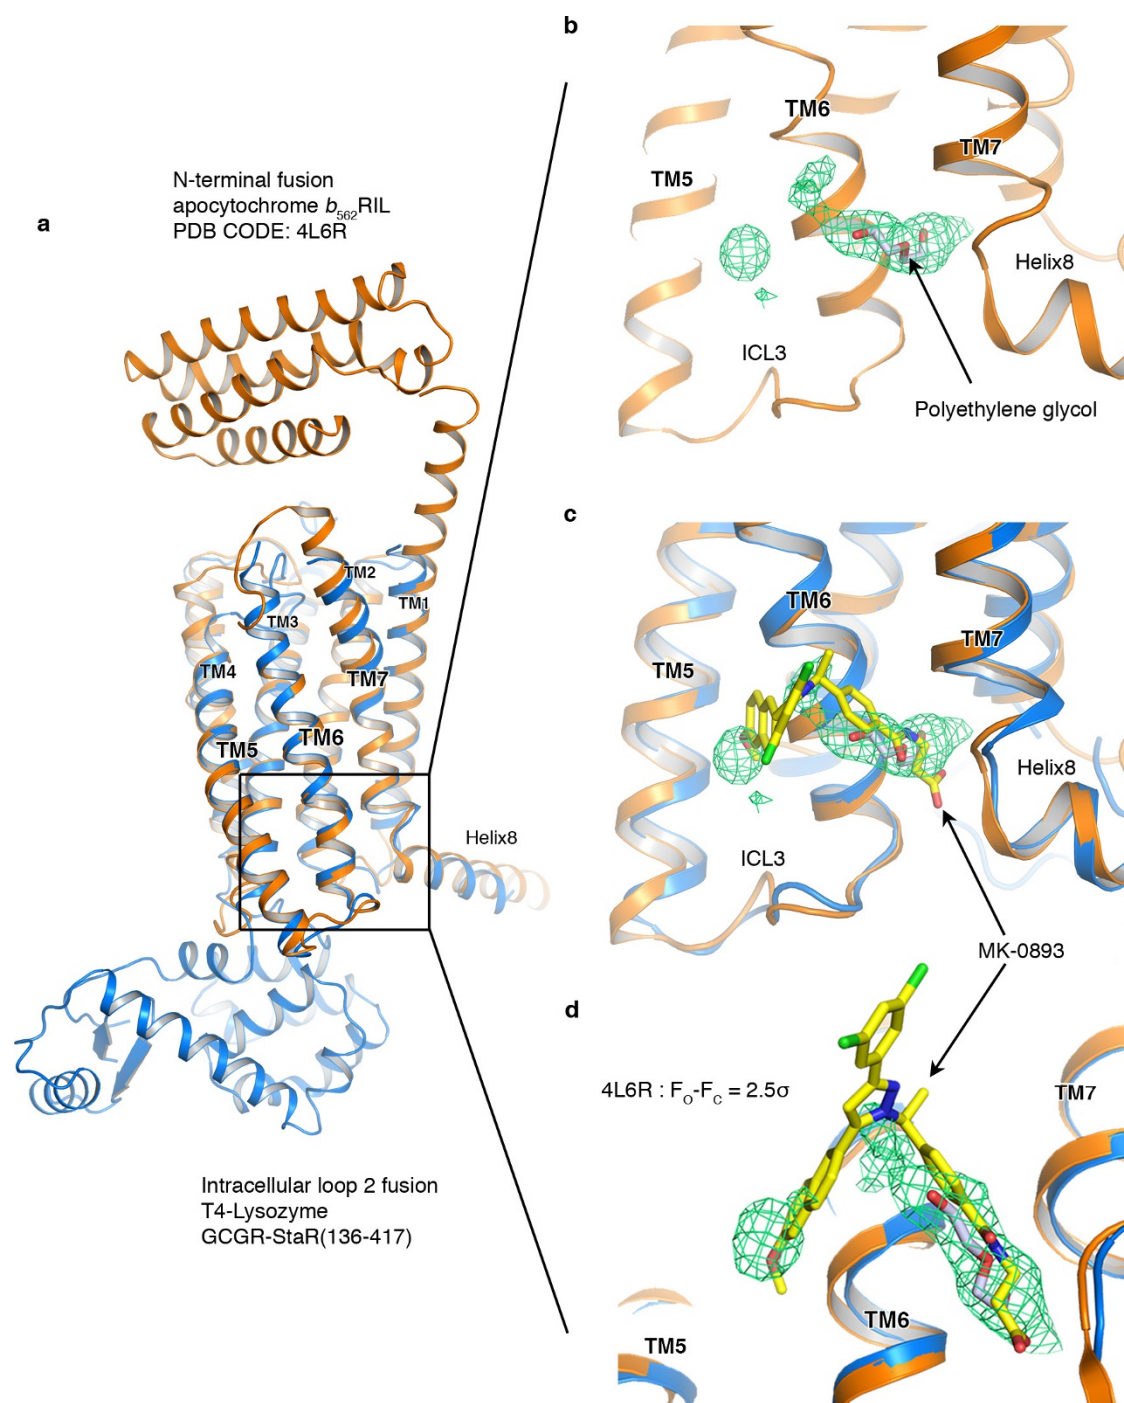 a
N-terminal fusion
apocytochrome b562RIL
PDB CODE: 4L6R
TM2
TM1
TM3
TM4
TM7
TM5
TM6
Helix8
Intracellular loop 2 fusion
T4-Lysozyme
GCGR-StaR(136-417)
b
TM6
TM7
TM5
Helix8
ICL3
Polyethylene glycol
c
TM6
TM7
TM5
Helix8
ICL3
MK-0893
d
4L6R : FO-FC = 2.5σ
TM7
TM6
TM5